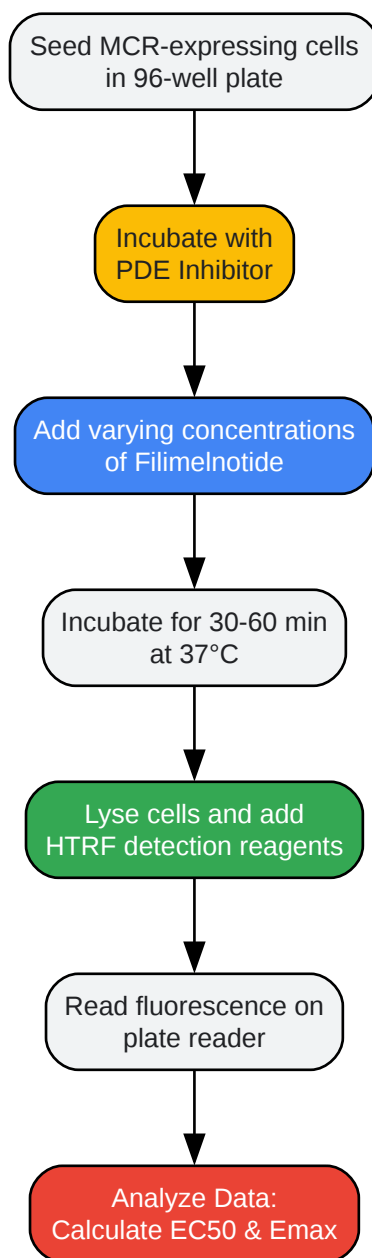 Seed MCR-expressing cells
in 96-well plate
Incubate with
PDE Inhibitor
Add varying concentrations
of Filimelnotide
Incubate for 30-60 min
at 37°C
Lyse cells and add
HTRF detection reagents
Read fluorescence on
plate reader
Analyze Data:
Calculate EC50 & Emax